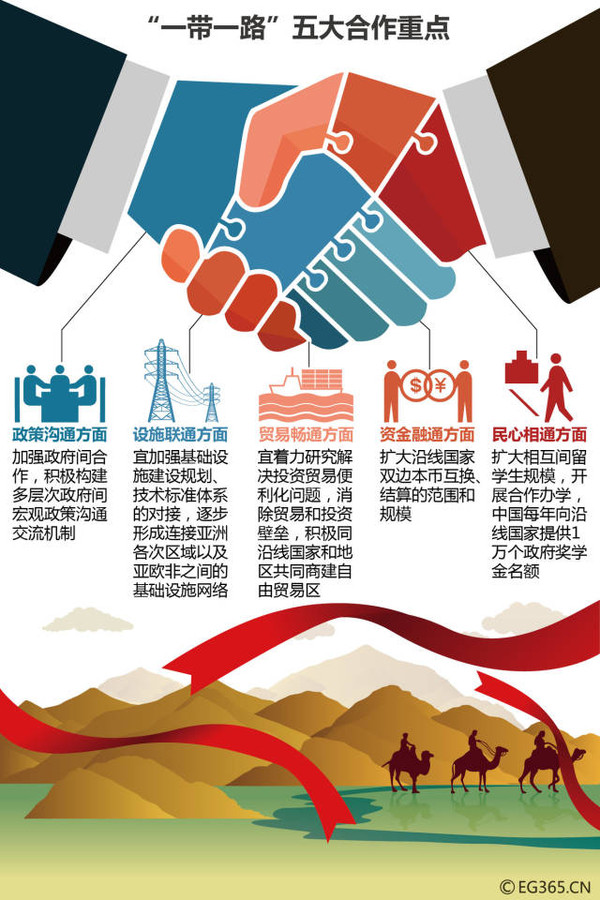 “一带一路”五大合作重点
$ ¥
政策沟通方面
加强政府间合
作，积极构建
多层次政府间
宏观政策沟通
交流机制
设施联通方面
宜加强基础设
施建设规划、
技术标准体系
的对接，逐步
形成连接亚洲
各次区域以及
亚欧非之间的
基础设施网络
贸易畅通方面
宜着力研究解
决投资贸易便
利化问题，消
除贸易和投资
壁垒，积极同
沿线国家和地
区共同商建自
由贸易区
资金融通方面
扩大沿线国家
双边本币互换、
结算的范围和
规模
民心相通方面
扩大相互间留
学生规模，开
展合作办学，
中国每年向沿
线国家提供1
万个政府奖学
金名额
©EG365.CN